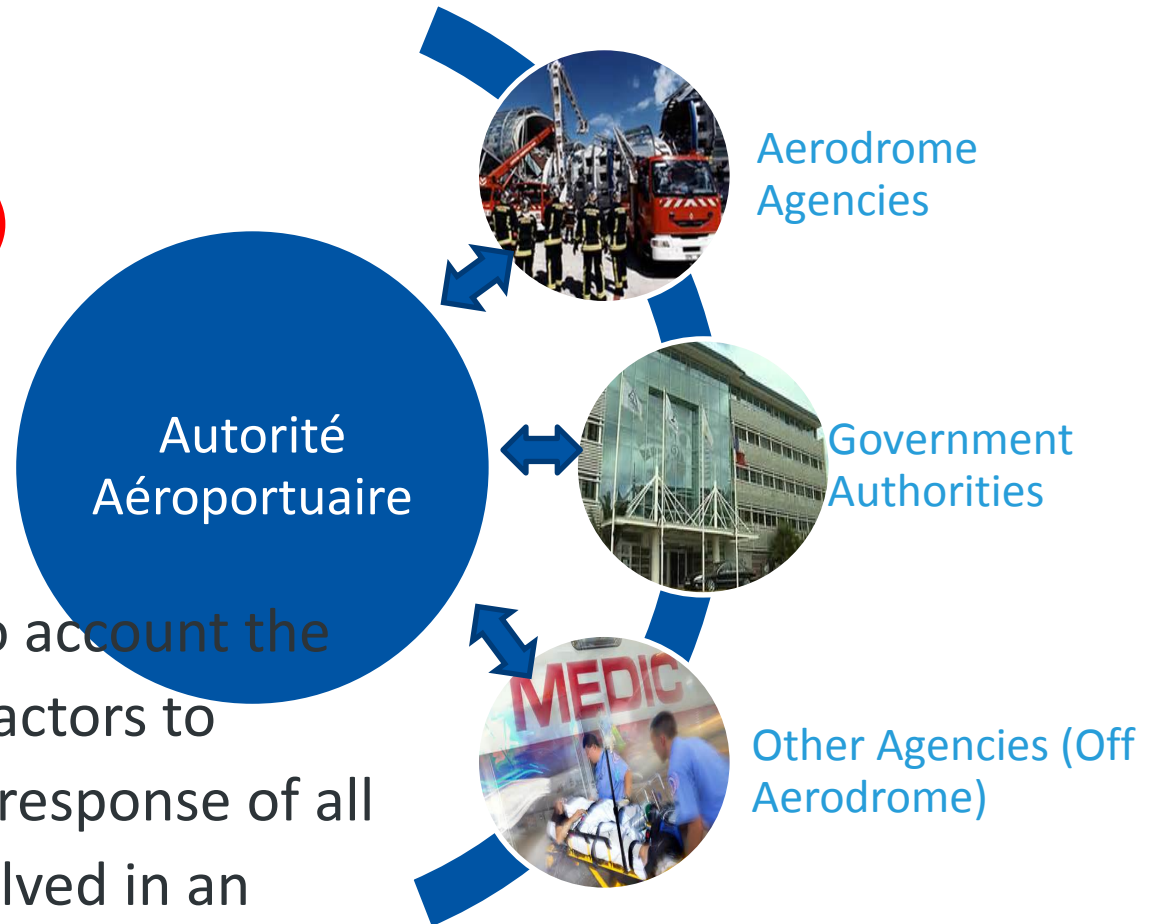 Aerodrome
Agencies
Autorité
Aéroportuaire
Government
Authorities
account the
actors to
response of all
in an
MEDIC
Other Agencies (Off
Aerodrome)